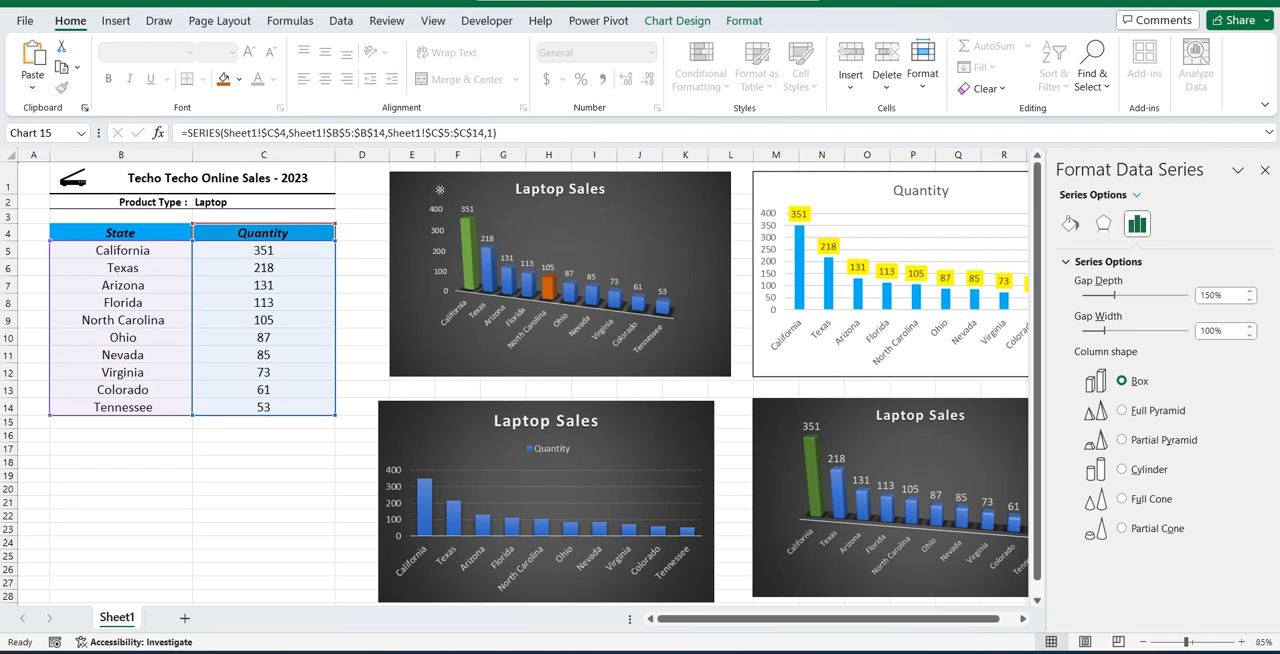 File Home Insert Draw Page Layout Formulas Data Review View Developer Help Power Pivot Chart Design Format Comments Share
Paste
Clipboard
B I U A
Font
Wrap Text
Merge & Center
Alignment
General
$ % ,
Number
Conditional Formatting
Format as Table
Cell Styles
Styles
Insert
Delete
Format
Cells
AutoSum
Fill
Clear
Sort & Filter
Find & Select
Editing
Add-ins
Add-ins
Analyze Data
Chart 15 fx =SERIES(Sheet1!$C$4,Sheet1!$B$5:$B$14,Sheet1!$C$5:$C$14,1)
A B C D E F G H I J K L M N O P Q R
1
2
3
4
5
6
7
8
9
10
11
12
13
14
15
16
17
18
19
20
21
22
23
24
25
26
27
28
Techo Techo Online Sales - 2023
Product Type : Laptop
State Quantity
California 351
Texas 218
Arizona 131
Florida 113
North Carolina 105
Ohio 87
Nevada 85
Virginia 73
Colorado 61
Tennessee 53
Laptop Sales
※
400
300
200
100
0
351 218 131 113 105 87 85 73 61 53
California Texas Arizona Florida North Carolina Ohio Nevada Virginia Colorado Tennessee
Quantity
400
350
300
250
200
150
100
50
0
351 218 131 113 105 87 85 73
California Texas Arizona Florida North Carolina Ohio Nevada Virginia Colora
Laptop Sales
Quantity
400
300
200
100
0
California Texas Arizona Florida North Carolina Ohio Nevada Virginia Colorado Tennessee
Laptop Sales
351 218 131 113 105 87 85 73 61
California Texas Arizona Florida North Carolina Ohio Nevada Virginia Colorado Tenn
Format Data Series
Series Options
Series Options
Gap Depth
150%
Gap Width
100%
Column shape
Box
Full Pyramid
Partial Pyramid
Cylinder
Full Cone
Partial Cone
Sheet1
Ready Accessibility: Investigate 85%